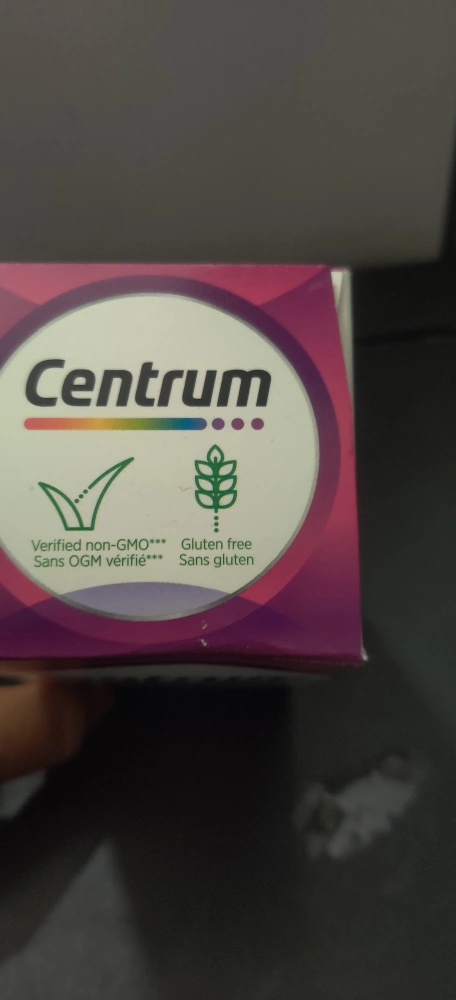 Centrum
Verified non-GMO***
Sans OGM vérifié***
Gluten free
Sans gluten